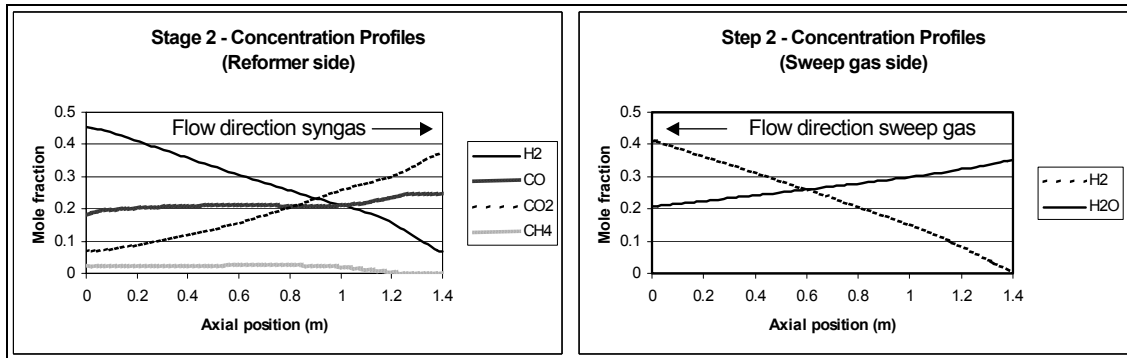 Stage 2 - Concentration Profiles
(Reformer side)
Mole fraction
0.5
0.4
0.3
0.2
0.1
0
Flow direction syngas
0 0.2 0.4 0.6 0.8 1 1.2 1.4
Axial position (m)
H2
CO
CO2
CH4
Step 2 - Concentration Profiles
(Sweep gas side)
Mole fraction
0.5
0.4
0.3
0.2
0.1
0
Flow direction sweep gas
0 0.2 0.4 0.6 0.8 1 1.2 1.4
Axial position (m)
H2
H2O